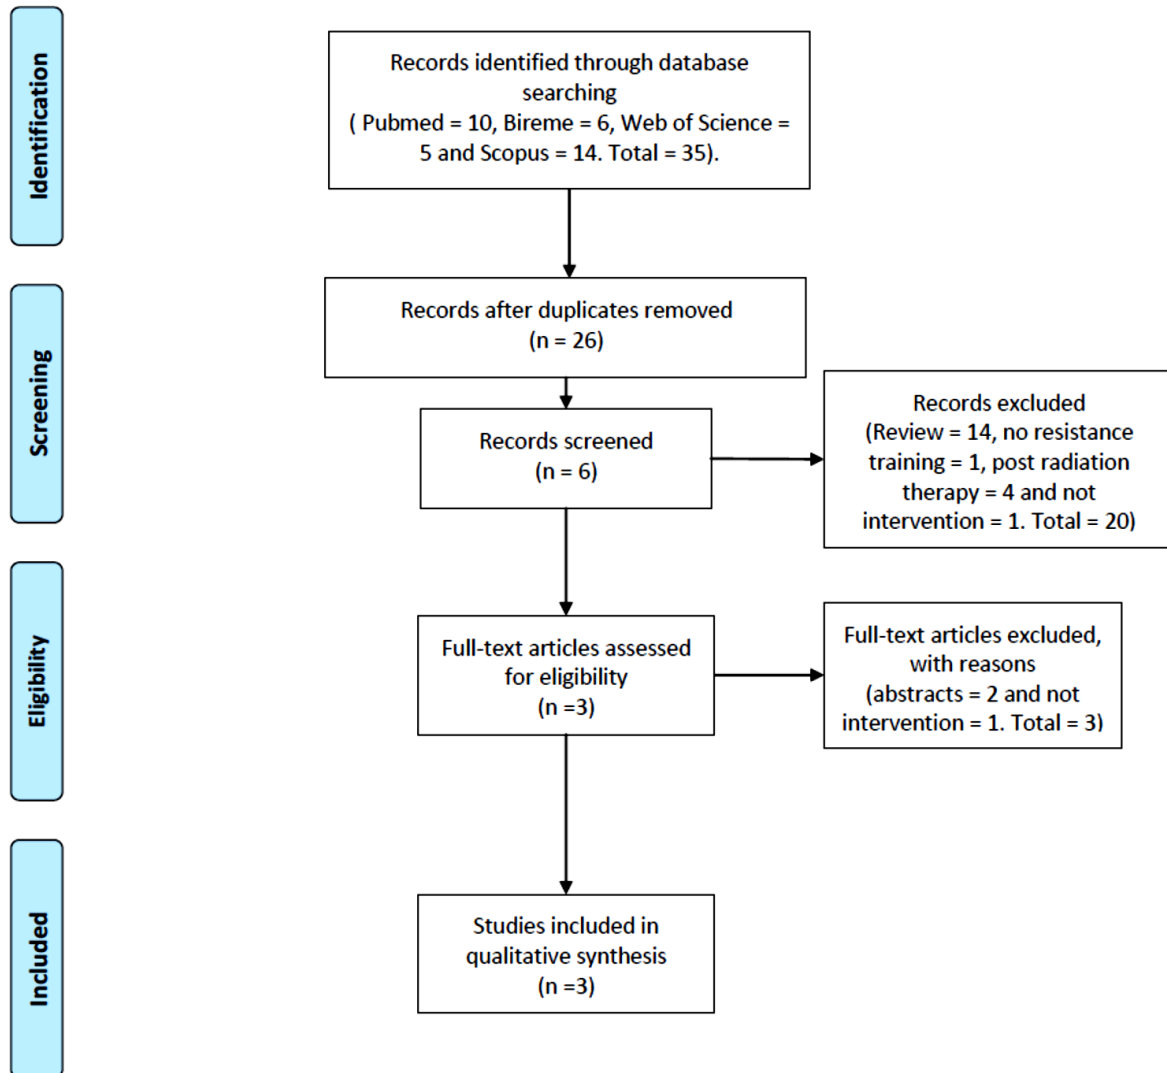 Identification
Records identified through database
searching
( Pubmed = 10, Bireme = 6, Web of Science =
5 and Scopus = 14. Total = 35).
Screening
Records after duplicates removed
(n = 26)
Records screened
(n = 6)
Records excluded
(Review = 14, no resistance
training = 1, post radiation
therapy = 4 and not
intervention = 1. Total = 20)
Eligibility
Full-text articles assessed
for eligibility
(n =3)
Full-text articles excluded,
with reasons
(abstracts = 2 and not
intervention = 1. Total = 3)
Included
Studies included in
qualitative synthesis
(n =3)